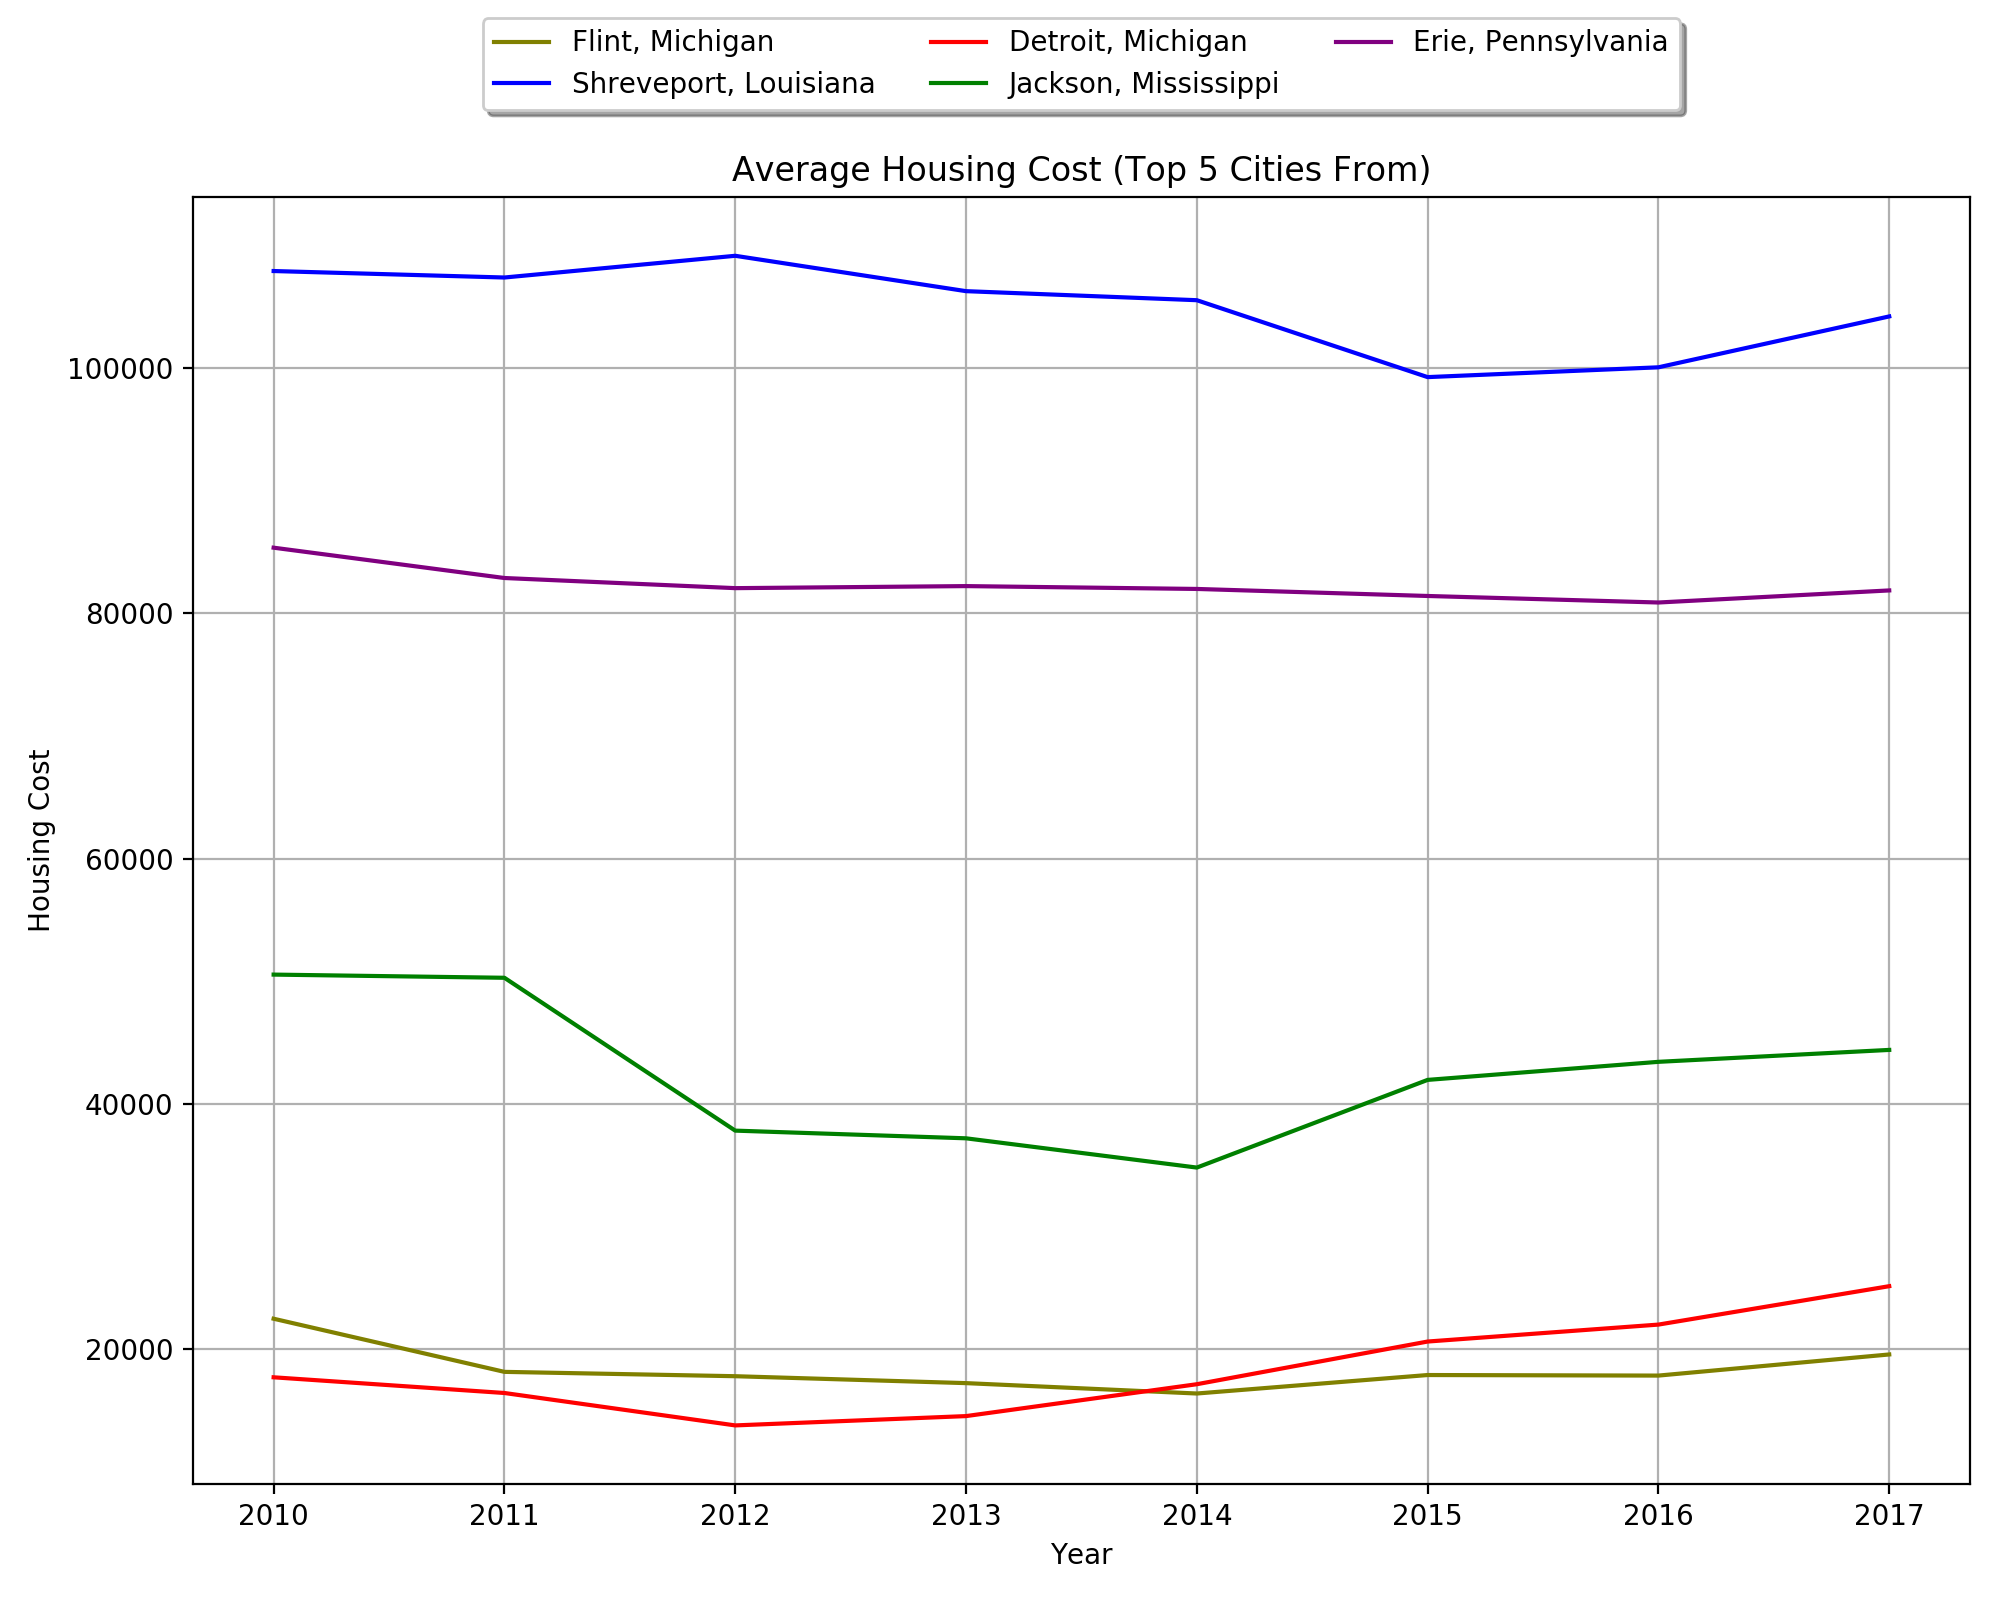 Flint, Michigan
Shreveport, Louisiana
Detroit, Michigan
Jackson, Mississippi
Erie, Pennsylvania
Average Housing Cost (Top 5 Cities From)
Housing Cost
100000
80000
60000
40000
20000
2010 2011 2012 2013 2014 2015 2016 2017
Year